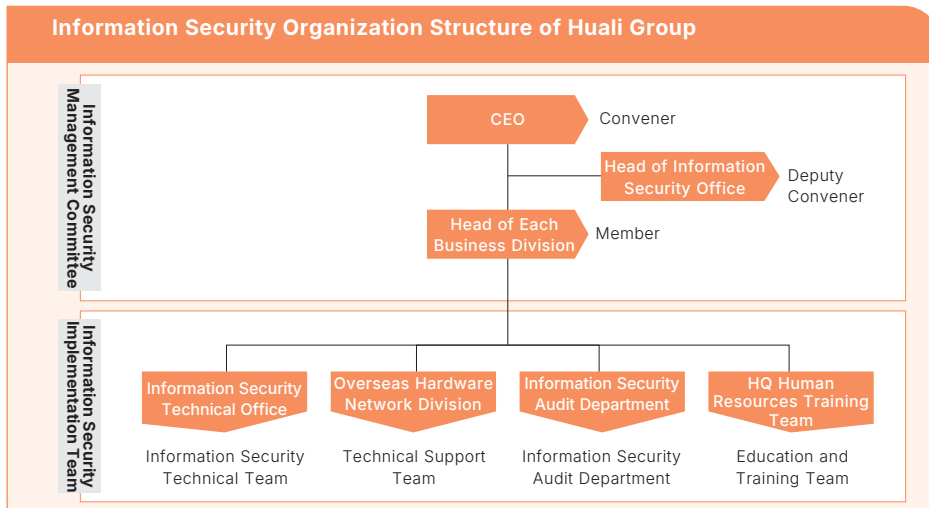 Information Security Organization Structure of Huali Group
Information Security
Management Committee
CEO
Convener
Head of Information
Security Office
Deputy
Convener
Head of Each
Business Division
Member
Information Security
Implementation Team
Information Security
Technical Office
Overseas Hardware
Network Division
Information Security
Audit Department
HQ Human
Resources Training
Team
Information Security
Technical Team
Technical Support
Team
Information Security
Audit Department
Education and
Training Team